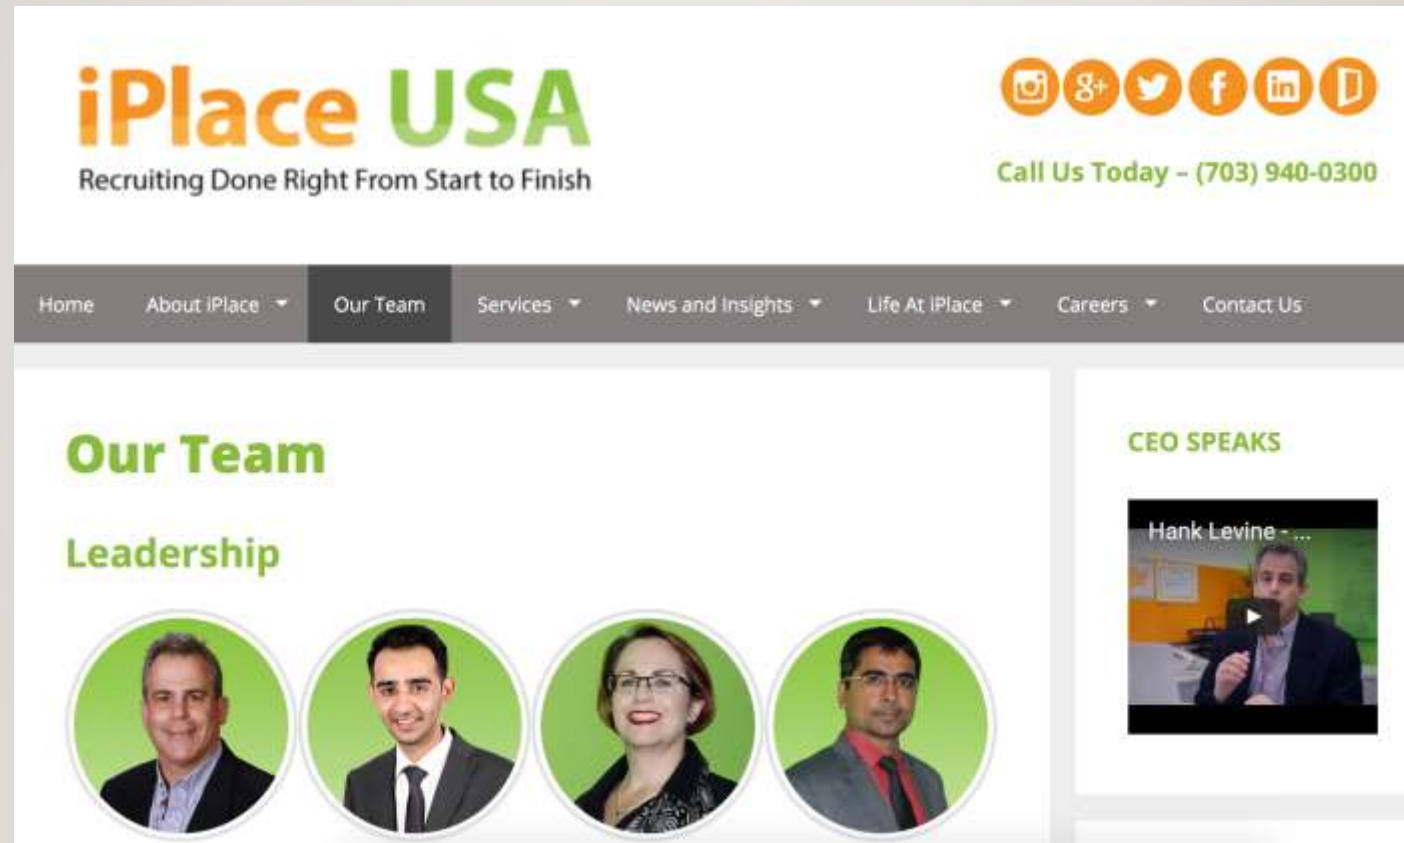 iPlace USA
Recruiting Done Right From Start to Finish
g+
f
in
Call Us Today – (703) 940-0300
Home
About iPlace
Our Team
Services
News and Insights
Life At iPlace
Careers
Contact Us
Our Team
Leadership
CEO SPEAKS
Hank Levine - ...